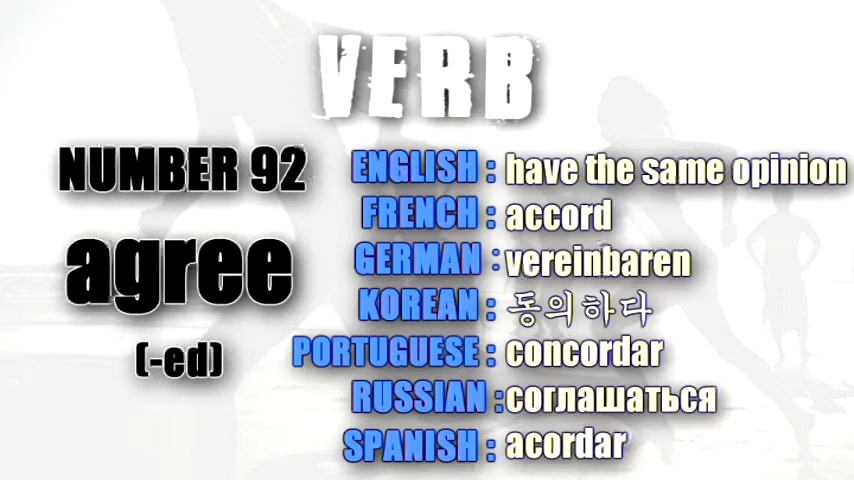 VERB
NUMBER 92
agree
(-ed)
ENGLISH : have the same opinion
FRENCH : accord
GERMAN : vereinbaren
KOREAN : 동의하다
PORTUGUESE : concordar
RUSSIAN : соглашаться
SPANISH : acordar